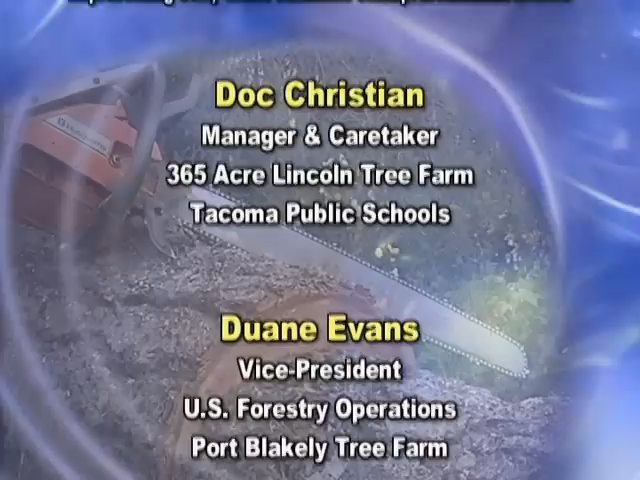 Doc Christian
Manager & Caretaker
365 Acre Lincoln Tree Farm
Tacoma Public Schools
Duane Evans
Vice-President
U.S. Forestry Operations
Port Blakely Tree Farm